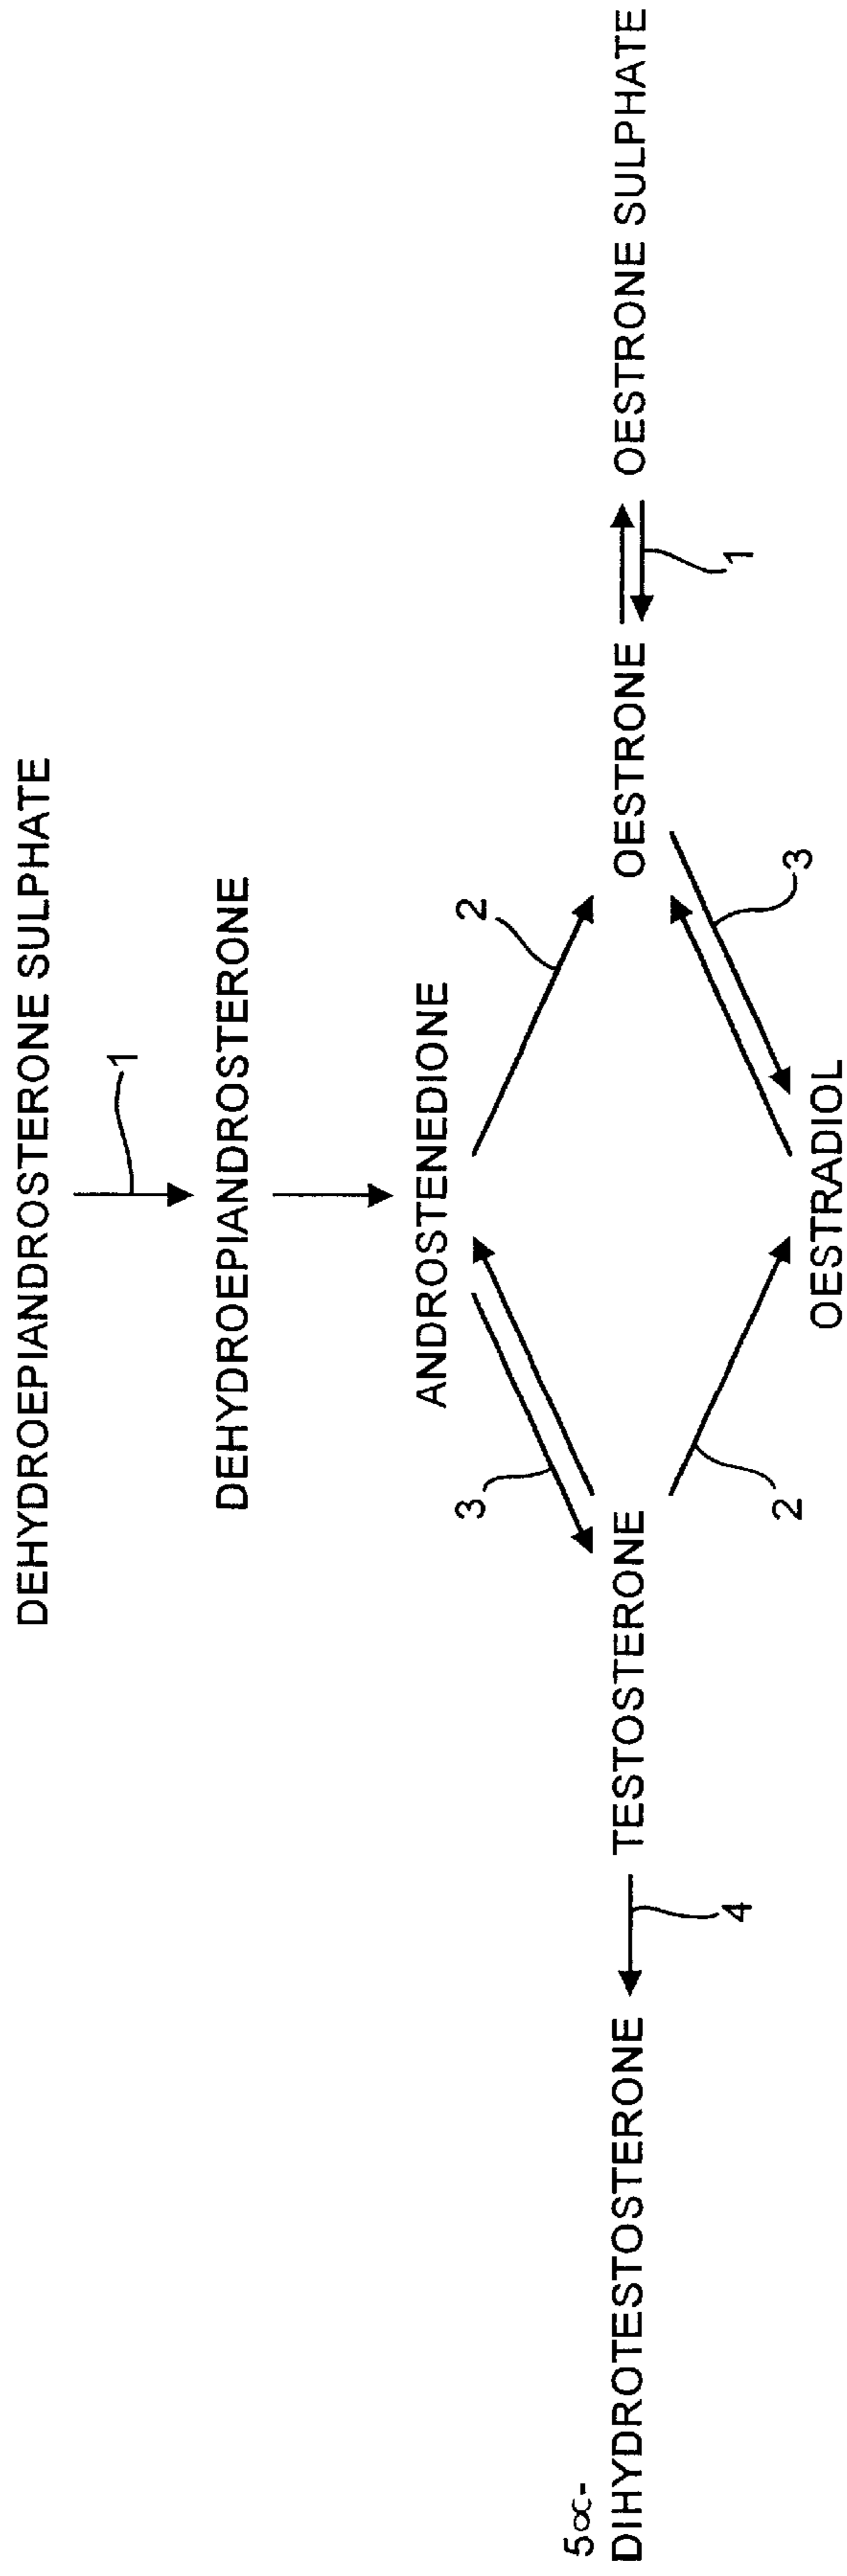 DEHYDROEPIANDROSTERONE SULPHATE
1
DEHYDROEPIANDROSTERONE
ANDROSTENEDIONE
3
2
5α-
DIHYDROTESTOSTERONE
4
TESTOSTERONE
OESTRONE
1
OESTRONE SULPHATE
2
3
OESTRADIOL